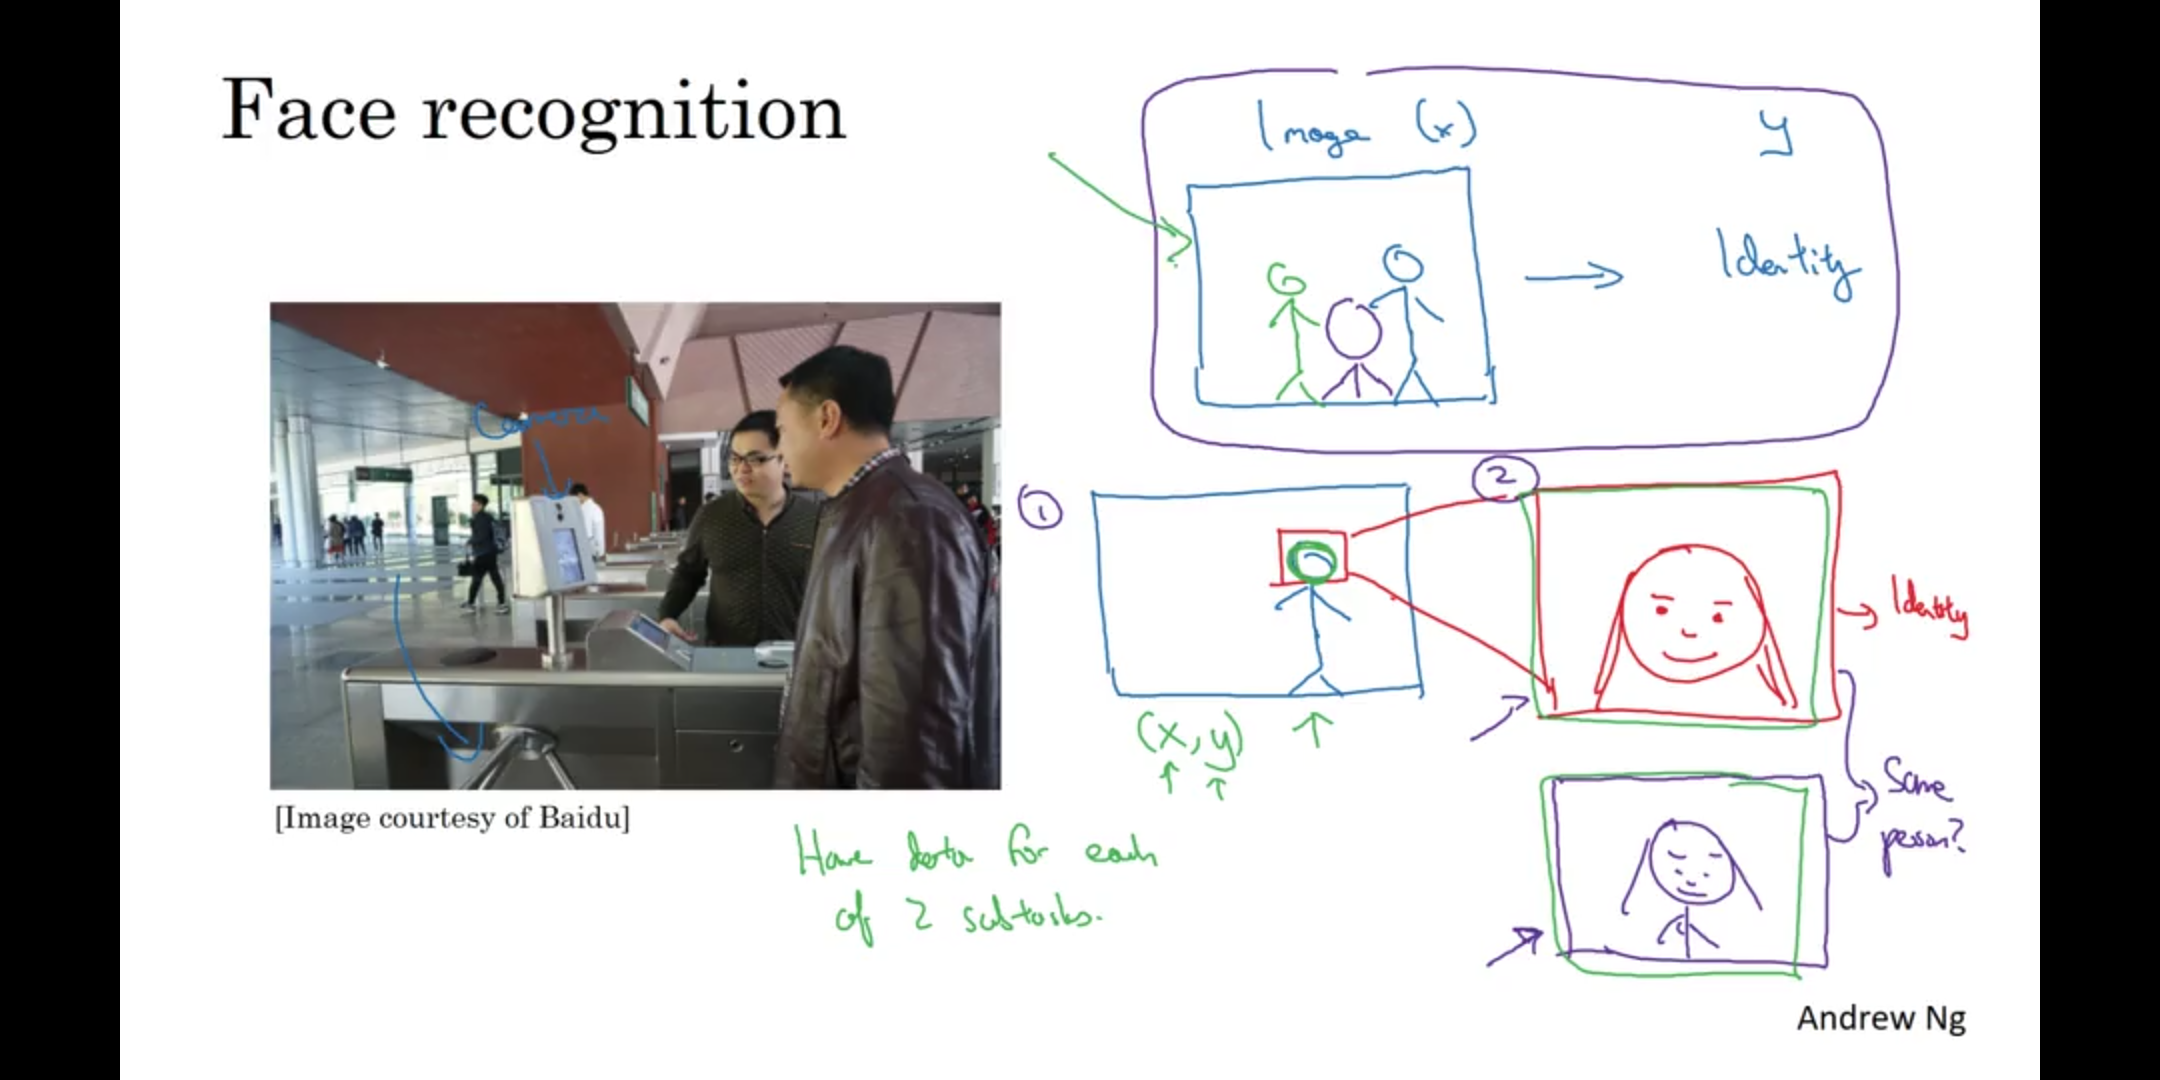 Face recognition
Image (x)
y
Identity
Camera
1
2
Identity
(x, y)
Same
person?
[Image courtesy of Baidu]
Have data for each
of 2 subtasks.
Andrew Ng